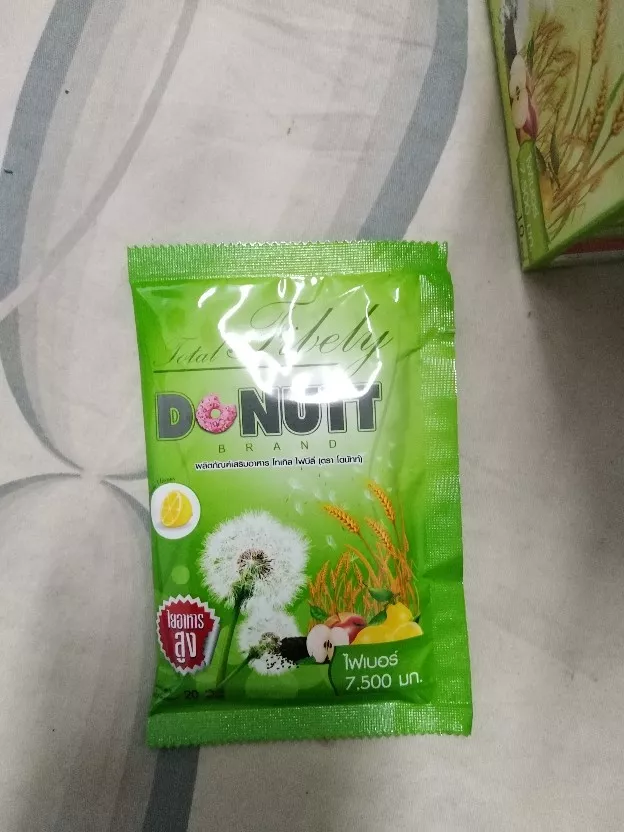 Total Fibely
DONUTT
BRAND
ผลิตภัณฑ์เสริมอาหาร โทเทิล ไฟบิลี่ (ตรา โดนัทท์)
ใยอาหาร
สูง
ไฟเบอร์
7,500 มก.
20